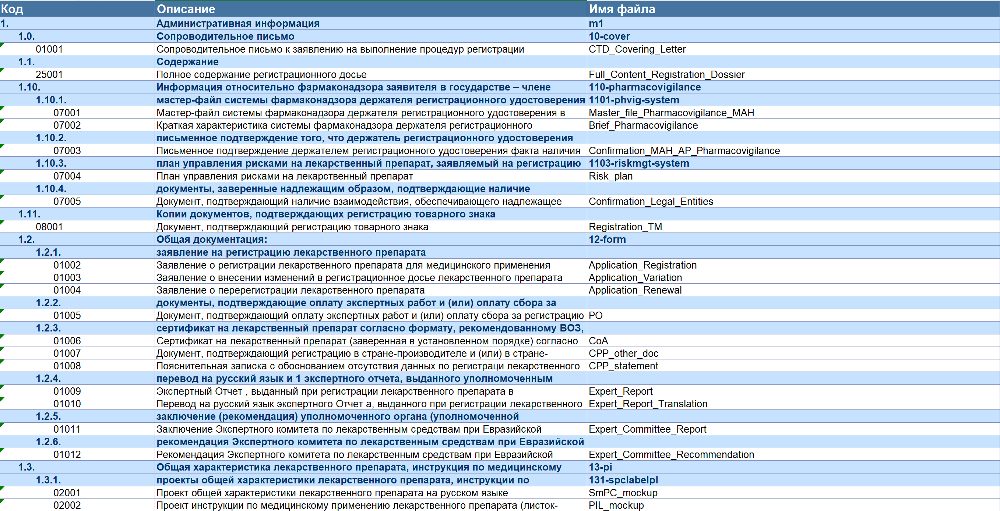 Код Описание Имя файла
1. Административная информация m1
1.0. Сопроводительное письмо 10-cover
01001 Сопроводительное письмо к заявлению на выполнение процедур регистрации CTD_Covering_Letter
1.1. Содержание
25001 Полное содержание регистрационного досье Full_Content_Registration_Dossier
1.10. Информация относительно фармаконадзора заявителя в государстве – члене 110-pharmacovigilance
1.10.1. мастер-файл системы фармаконадзора держателя регистрационного удостоверения 1101-phvig-system
07001 Мастер-файл системы фармаконадзора держателя регистрационного удостоверения в Master_file_Pharmacovigilance_MAH
07002 Краткая характеристика системы фармаконадзора держателя регистрационного Brief_Pharmacovigilance
1.10.2. письменное подтверждение того, что держатель регистрационного удостоверения
07003 Письменное подтверждение держателем регистрационного удостоверения факта наличия Confirmation_MAH_AP_Pharmacovigilance
1.10.3. план управления рисками на лекарственный препарат, заявляемый на регистрацию 1103-riskmgt-system
07004 План управления рисками на лекарственный препарат Risk_plan
1.10.4. документы, заверенные надлежащим образом, подтверждающие наличие
07005 Документ, подтверждающий наличие взаимодействия, обеспечивающего надлежащее Confirmation_Legal_Entities
1.11. Копии документов, подтверждающих регистрацию товарного знака
08001 Документ, подтверждающий регистрацию товарного знака Registration_TM
1.2. Общая документация: 12-form
1.2.1. заявление на регистрацию лекарственного препарата
01002 Заявление о регистрации лекарственного препарата для медицинского применения Application_Registration
01003 Заявление о внесении изменений в регистрационное досье лекарственного препарата Application_Variation
01004 Заявление о перерегистрации лекарственного препарата Application_Renewal
1.2.2. документы, подтверждающие оплату экспертных работ и (или) оплату сбора за
01005 Документ, подтверждающий оплату экспертных работ и (или) оплату сбора за регистрацию PO
1.2.3. сертификат на лекарственный препарат согласно формату, рекомендованному ВОЗ,
01006 Сертификат на лекарственный препарат (заверенная в установленном порядке) согласно CoA
01007 Документ, подтверждающий регистрацию в стране-производителе и (или) в стране- CPP_other_doc
01008 Пояснительная записка с обоснованием отсутствия данных по регистраци лекарственного CPP_statement
1.2.4. перевод на русский язык и 1 экспертного отчета, выданного уполномоченным
01009 Экспертный Отчет , выданный при регистрации лекарственного препарата в Expert_Report
01010 Перевод на русский язык экспертного Отчет а, выданного при регистрации лекарственного Expert_Report_Translation
1.2.5. заключение (рекомендация) уполномоченного органа (уполномоченной
01011 Заключение Экспертного комитета по лекарственным средствам при Евразийской Expert_Committee_Report
1.2.6. рекомендация Экспертного комитета по лекарственным средствам при Евразийской
01012 Рекомендация Экспертного комитета по лекарственным средствам при Евразийской Expert_Committee_Recommendation
1.3. Общая характеристика лекарственного препарата, инструкция по медицинскому 13-pi
1.3.1. проекты общей характеристики лекарственного препарата, инструкции по 131-spclabelpl
02001 Проект общей характеристики лекарственного препарата на русском языке SmPC_mockup
02002 Проект инструкции по медицинскому применению лекарственного препарата (листок- PIL_mockup